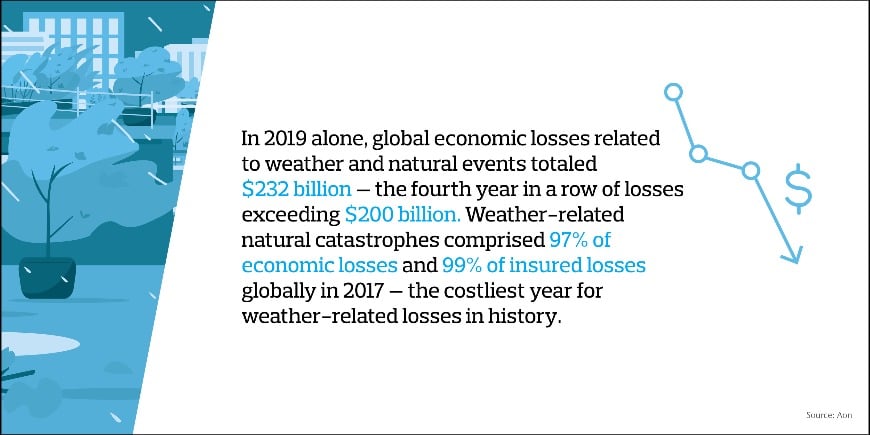 In 2019 alone, global economic losses related
to weather and natural events totaled
$232 billion – the fourth year in a row of losses
exceeding $200 billion. Weather-related
natural catastrophes comprised 97% of
economic losses and 99% of insured losses
globally in 2017 – the costliest year for
weather-related losses in history.
$
Source: Aon